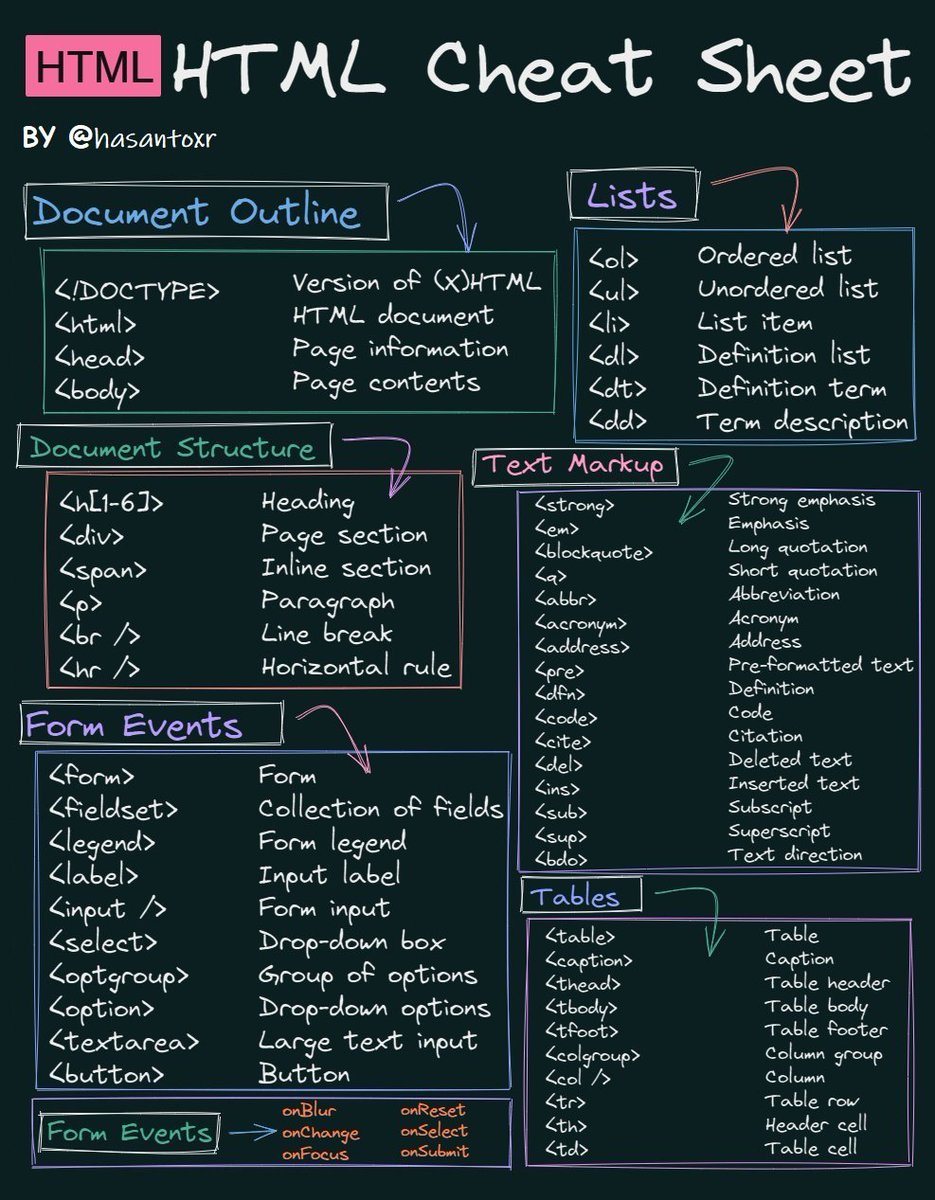 HTML HTML Cheat Sheet
BY @hasantoxr
Document Outline
<!DOCTYPE> Version of (X)HTML
<html> HTML document
<head> Page information
<body> Page contents
Lists
<ol> Ordered list
<ul> Unordered list
<li> List item
<dl> Definition list
<dt> Definition term
<dd> Term description
Document Structure
<h[1-6]> Heading
<div> Page section
<span> Inline section
<p> Paragraph
<br /> Line break
<hr /> Horizontal rule
Text Markup
<strong> Strong emphasis
<em> Emphasis
<blockquote> Long quotation
<q> Short quotation
<abbr> Abbreviation
<acronym> Acronym
<address> Address
<pre> Pre-formatted text
<dfn> Definition
<code> Code
<cite> Citation
<del> Deleted text
<ins> Inserted text
<sub> Subscript
<sup> Superscript
<bdo> Text direction
Form Events
<form> Form
<fieldset> Collection of fields
<legend> Form legend
<label> Input label
<input /> Form input
<select> Drop-down box
<optgroup> Group of options
<option> Drop-down options
<textarea> Large text input
<button> Button
Tables
<table> Table
<caption> Caption
<thead> Table header
<tbody> Table body
<tfoot> Table footer
<colgroup> Column group
<col /> Column
<tr> Table row
<th> Header cell
<td> Table cell
Form Events
onBlur onReset
onChange onSelect
onFocus onSubmit